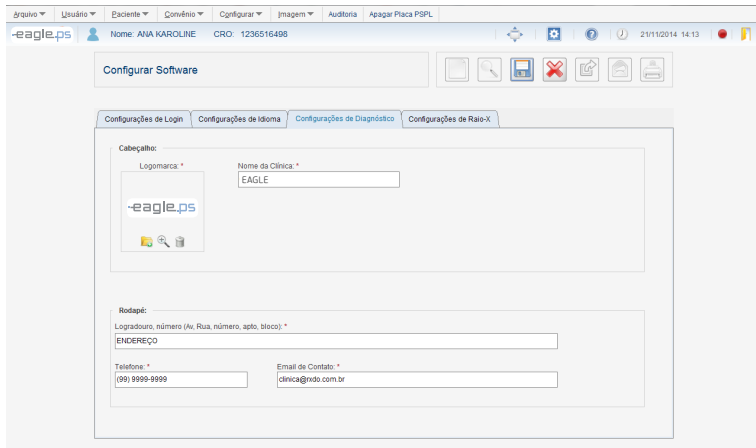 Arquivo Usuário Paciente Convênio Configurar Imagem Auditoria Apagar Placa PSPL
eagle.ps Nome: ANA KAROLINE CRO: 1236516498 21/11/2014 14:13
Configurar Software
Configurações de Login Configurações de Idioma Configurações de Diagnóstico Configurações de Raio-X
Cabeçalho:
Logomarca: * Nome da Clínica: *
EAGLE
eagle.ps
Rodapé:
Logradouro, número (Av, Rua, número, apto, bloco): *
ENDEREÇO
Telefone: * Email de Contato: *
(99) 9999-9999 clinica@rxdo.com.br